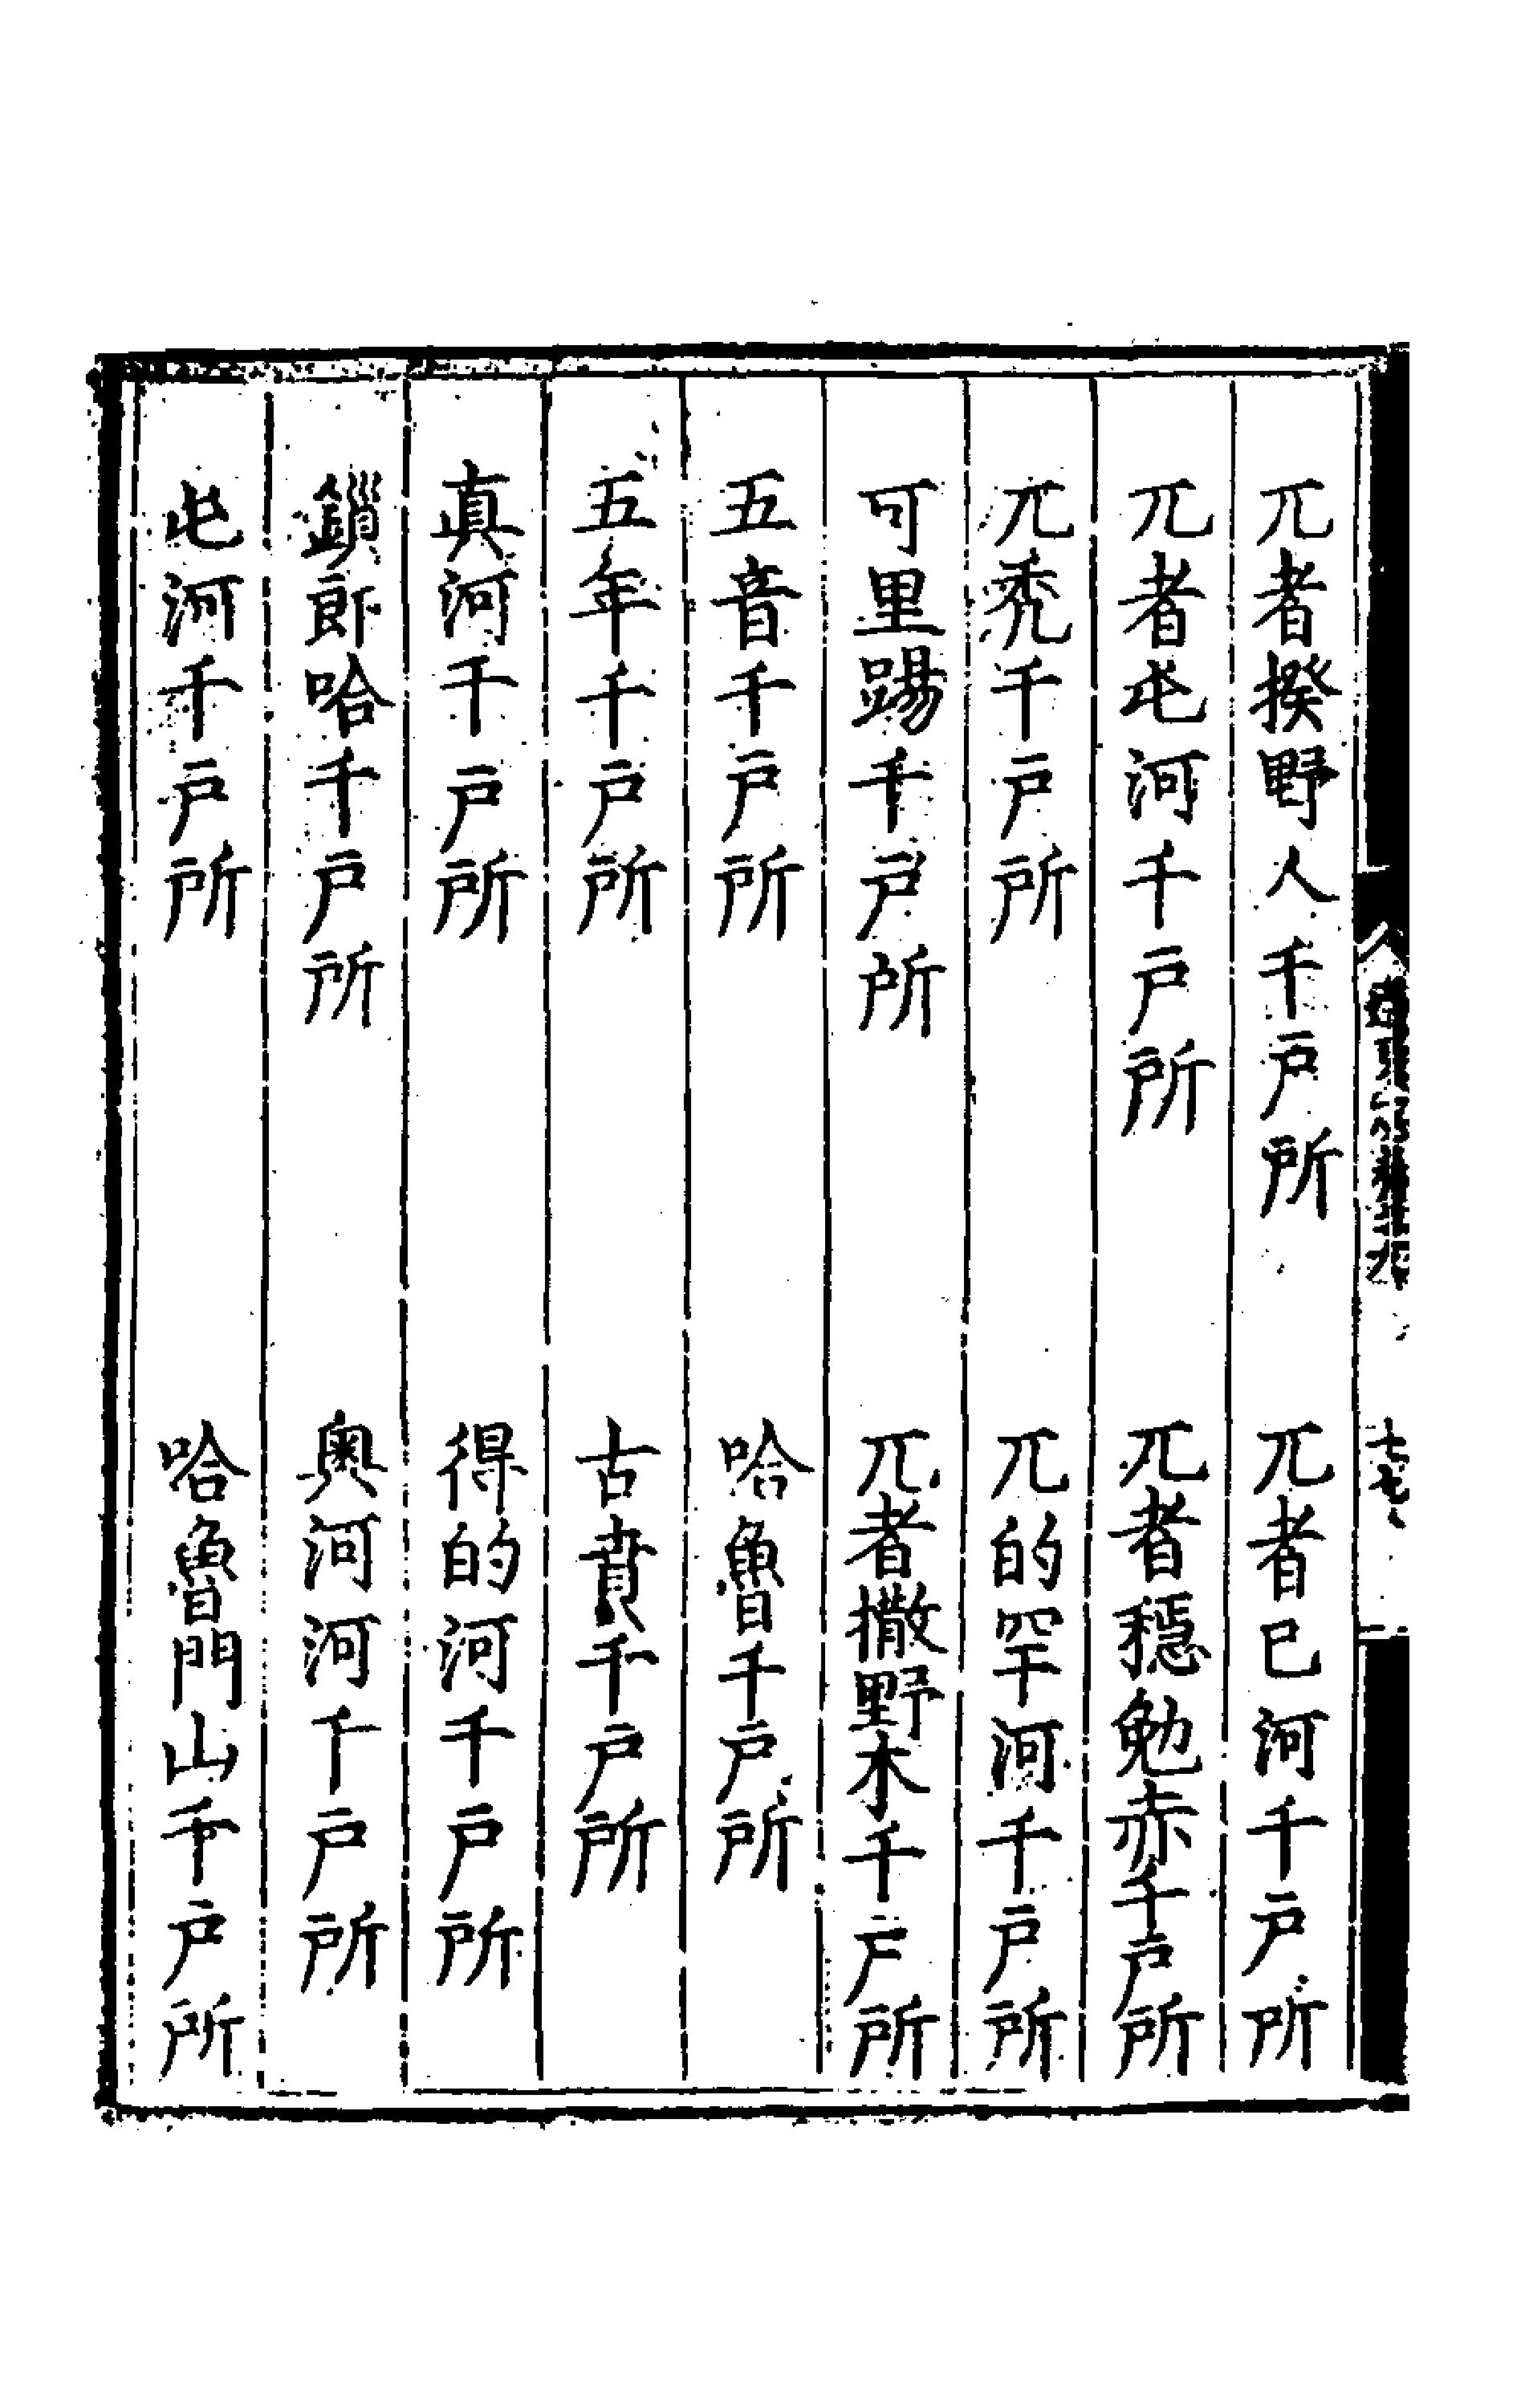 兀者揆野人千戶所　兀者已河千戶所
兀者屯河千戶所　兀者穩勉赤千戶所
兀禿千戶所　兀的罕河千戶所
可里踢千戶所　兀者撒野木千戶所
五音千戶所　哈魯千戶所
五年千戶所　古賁千戶所
真河千戶所　得的河千戶所
鎖郎哈千戶所　奧河河千戶所
屯河千戶所　哈魯門山千戶所